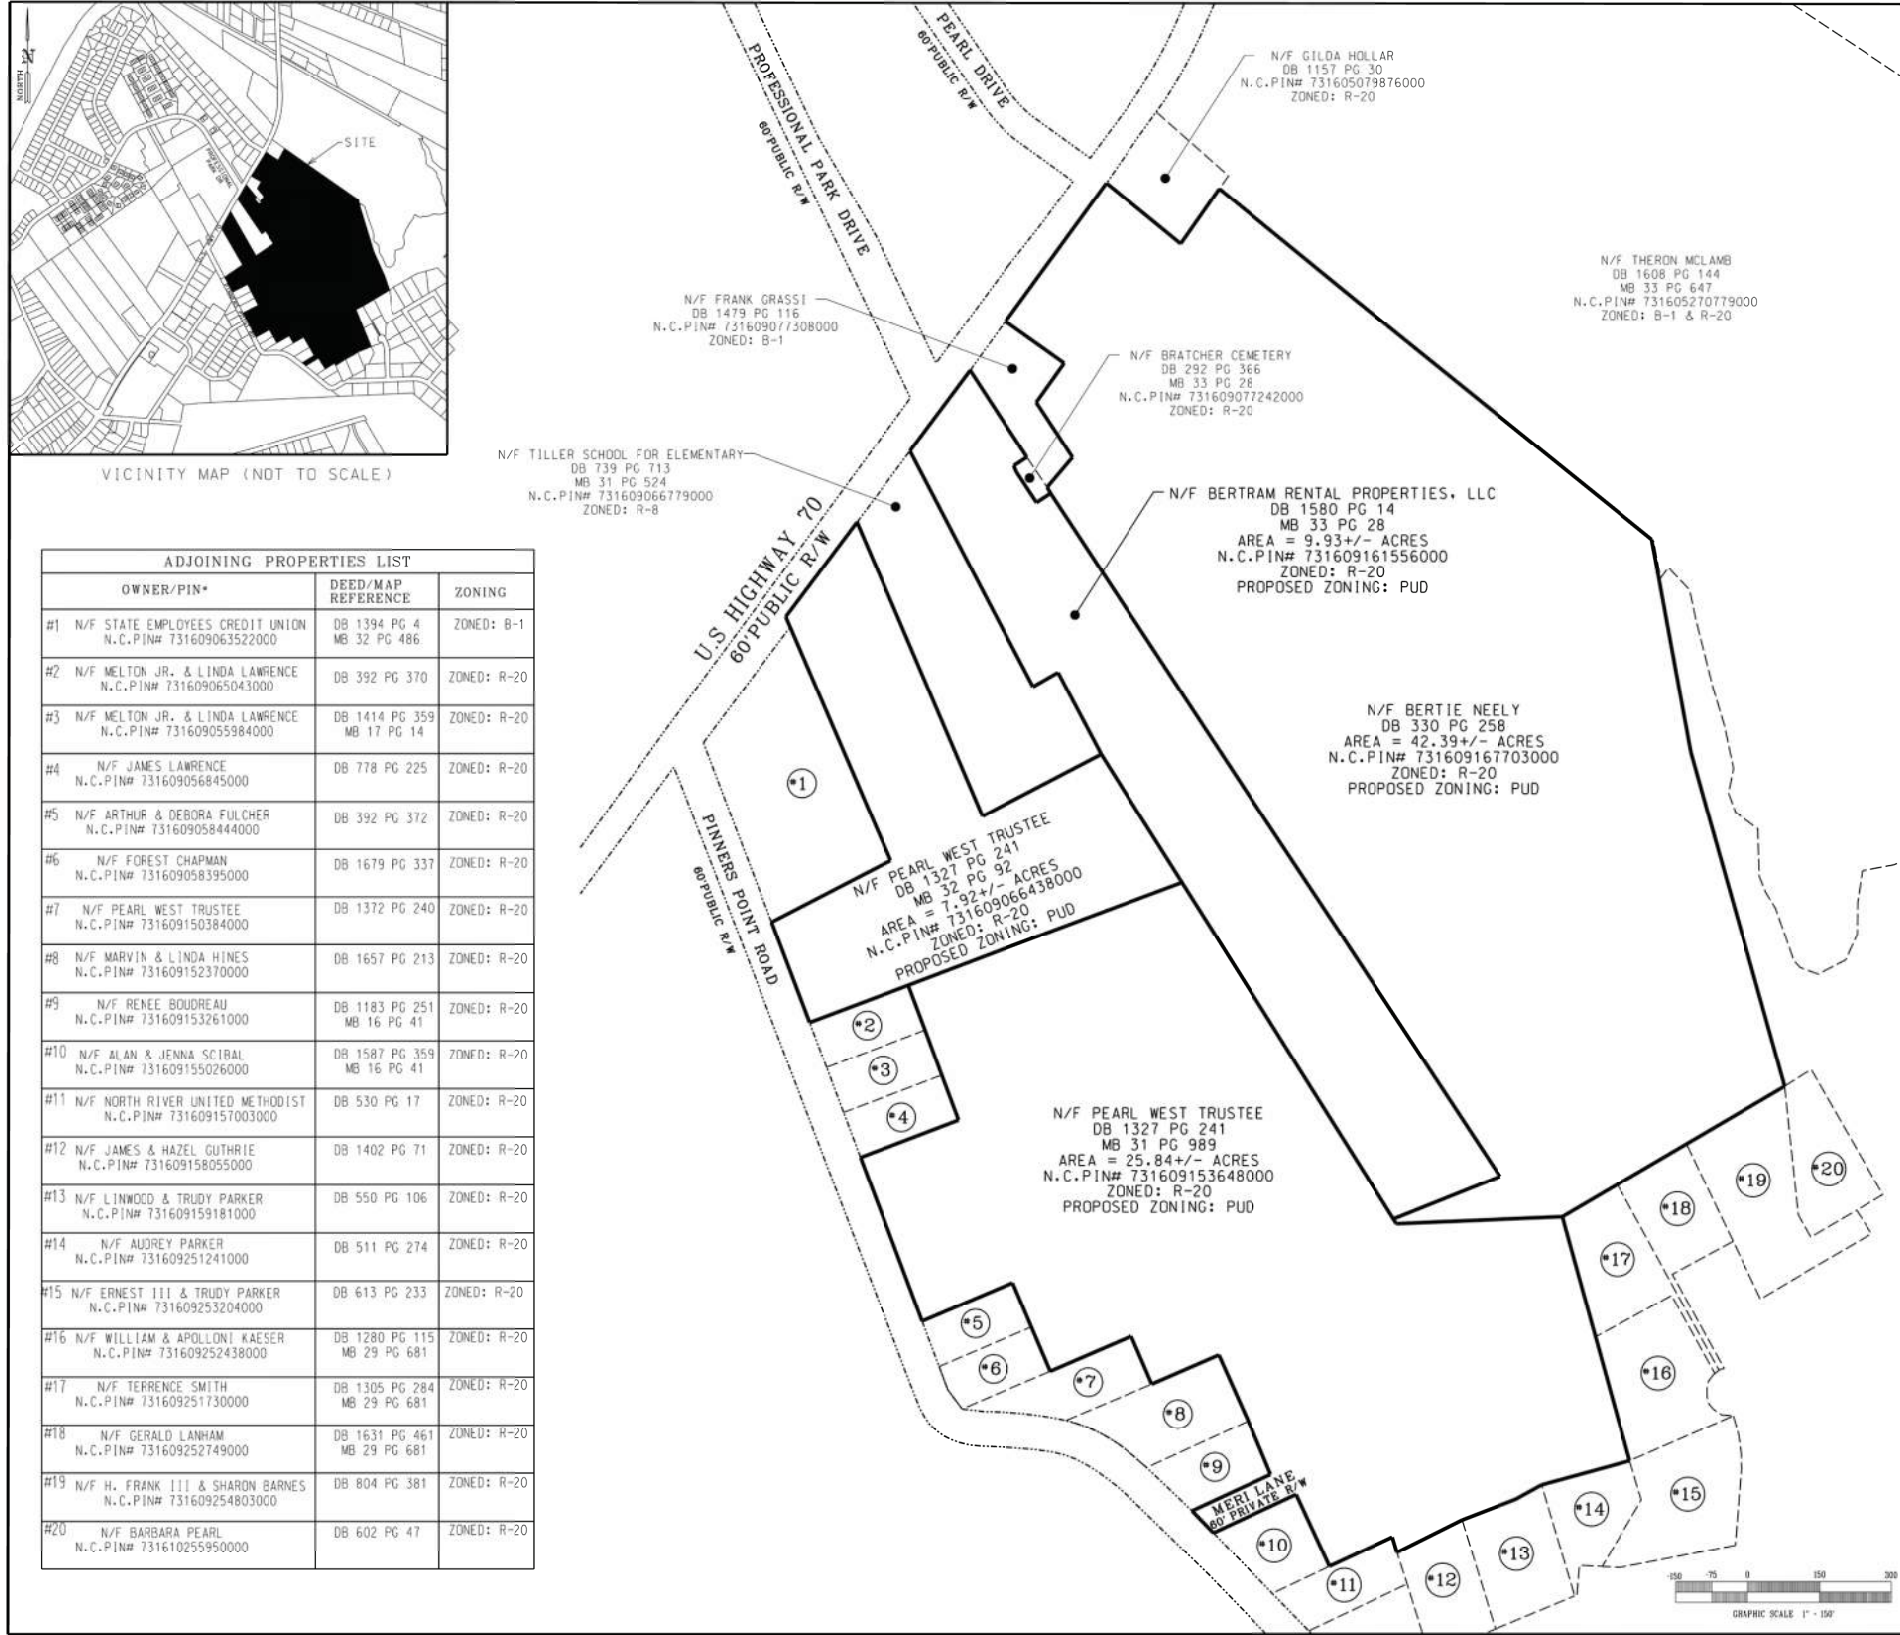 NORTH
SITE
PROFESSIONAL
PARK DR
VICINITY MAP (NOT TO SCALE)
PROFESSIONAL PARK DRIVE
60'PUBLIC R/W
PEARL DRIVE
60'PUBLIC R/W
N/F GILDA HOLLAR
DB 1157 PG 30
N.C.PIN# 731605079876000
ZONED: R-20
N/F THERON MCLAMB
DB 1608 PG 144
MB 33 PG 647
N.C.PIN# 731605270779000
ZONED: B-1 & R-20
N/F FRANK GRASSI
DB 1479 PG 116
N.C.PIN# 731609077308000
ZONED: B-1
N/F BRATCHER CEMETERY
DB 292 PG 366
MB 33 PG 28
N.C.PIN# 731609077242000
ZONED: R-20
N/F TILLER SCHOOL FOR ELEMENTARY
DB 739 PG 713
MB 31 PG 524
N.C.PIN# 731609066779000
ZONED: R-8
N/F BERTRAM RENTAL PROPERTIES, LLC
DB 1580 PG 14
MB 33 PG 28
AREA = 9.93+/- ACRES
N.C.PIN# 731609161556000
ZONED: R-20
PROPOSED ZONING: PUD
U.S HIGHWAY 70
60'PUBLIC R/W
N/F BERTIE NEELY
DB 330 PG 258
AREA = 42.39+/- ACRES
N.C.PIN# 731609167703000
ZONED: R-20
PROPOSED ZONING: PUD
N/F PEARL WEST TRUSTEE
DB 1327 PG 241
MB 32 PG 92
AREA = 7.92+/- ACRES
N.C.PIN# 731609066438000
ZONED: R-20
PROPOSED ZONING: PUD
PINNERS POINT ROAD
60'PUBLIC R/W
N/F PEARL WEST TRUSTEE
DB 1327 PG 241
MB 31 PG 989
AREA = 25.84+/- ACRES
N.C.PIN# 731609153648000
ZONED: R-20
PROPOSED ZONING: PUD
MERI LANE
60' PRIVATE R/W
#1
#2
#3
#4
#5
#6
#7
#8
#9
#10
#11
#12
#13
#14
#15
#16
#17
#18
#19
#20
ADJOINING PROPERTIES LIST
OWNER/PIN# DEED/MAP REFERENCE ZONING
#1 N/F STATE EMPLOYEES CREDIT UNION DB 1394 PG 4 ZONED: B-1
N.C.PIN# 731609063522000 MB 32 PG 486
#2 N/F MELTON JR. & LINDA LAWRENCE DB 392 PG 370 ZONED: R-20
N.C.PIN# 731609065043000
#3 N/F MELTON JR. & LINDA LAWRENCE DB 1414 PG 359 ZONED: R-20
N.C.PIN# 731609055984000 MB 17 PG 14
#4 N/F JAMES LAWRENCE DB 778 PG 225 ZONED: R-20
N.C.PIN# 731609056845000
#5 N/F ARTHUR & DEBORA FULCHER DB 392 PG 372 ZONED: R-20
N.C.PIN# 731609058444000
#6 N/F FOREST CHAPMAN DB 1679 PG 337 ZONED: R-20
N.C.PIN# 731609058395000
#7 N/F PEARL WEST TRUSTEE DB 1372 PG 240 ZONED: R-20
N.C.PIN# 731609150384000
#8 N/F MARVIN & LINDA HINES DB 1657 PG 213 ZONED: R-20
N.C.PIN# 731609152370000
#9 N/F RENEE BOUDREAU DB 1183 PG 251 ZONED: R-20
N.C.PIN# 731609153261000 MB 16 PG 41
#10 N/F ALAN & JENNA SCIBAL DB 1587 PG 359 ZONED: R-20
N.C.PIN# 731609155026000 MB 16 PG 41
#11 N/F NORTH RIVER UNITED METHODIST DB 530 PG 17 ZONED: R-20
N.C.PIN# 731609157003000
#12 N/F JAMES & HAZEL GUTHRIE DB 1402 PG 71 ZONED: R-20
N.C.PIN# 731609158055000
#13 N/F LINWOOD & TRUDY PARKER DB 550 PG 106 ZONED: R-20
N.C.PIN# 731609159181000
#14 N/F AUDREY PARKER DB 511 PG 274 ZONED: R-20
N.C.PIN# 731609251241000
#15 N/F ERNEST III & TRUDY PARKER DB 613 PG 233 ZONED: R-20
N.C.PIN# 731609253204000
#16 N/F WILLIAM & APOLLONI KAESER DB 1280 PG 115 ZONED: R-20
N.C.PIN# 731609252438000 MB 29 PG 681
#17 N/F TERRENCE SMITH DB 1305 PG 284 ZONED: R-20
N.C.PIN# 731609251730000 MB 29 PG 681
#18 N/F GERALD LANHAM DB 1631 PG 461 ZONED: R-20
N.C.PIN# 731609252749000 MB 29 PG 681
#19 N/F H. FRANK III & SHARON BARNES DB 804 PG 381 ZONED: R-20
N.C.PIN# 731609254803000
#20 N/F BARBARA PEARL DB 602 PG 47 ZONED: R-20
N.C.PIN# 731610255950000
-150 -75 0 150 300
GRAPHIC SCALE 1" - 150'